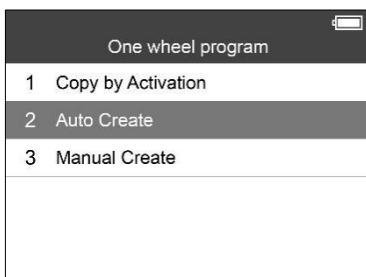 One wheel program
1 Copy by Activation
2 Auto Create
3 Manual Create